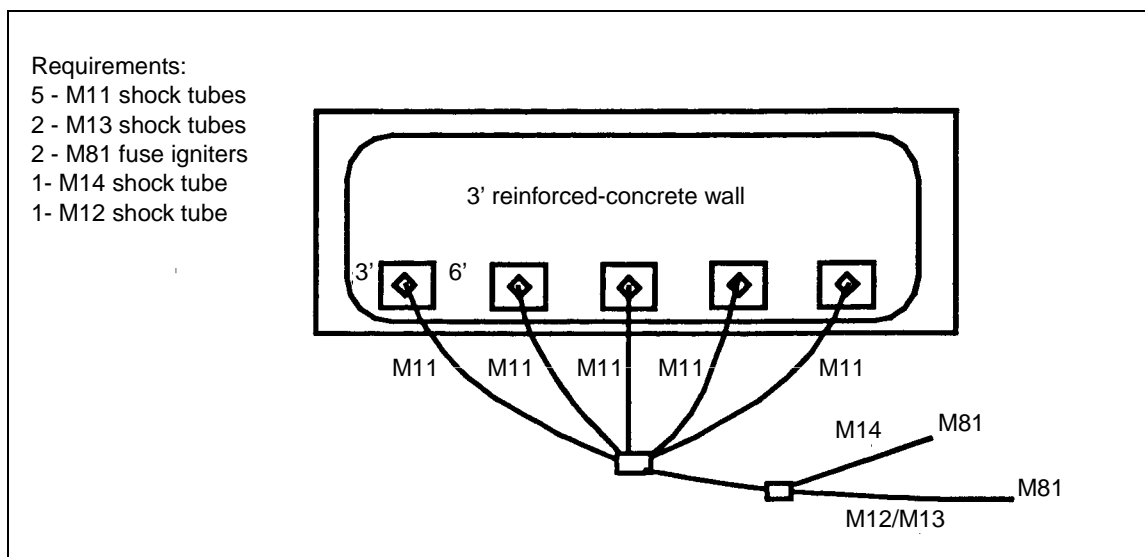 Requirements:
5 - M11 shock tubes
2 - M13 shock tubes
2 - M81 fuse igniters
1- M14 shock tube
1- M12 shock tube
3’ reinforced-concrete wall
3’ 6’
M11 M11 M11 M11 M11
M14 M81
M81
M12/M13